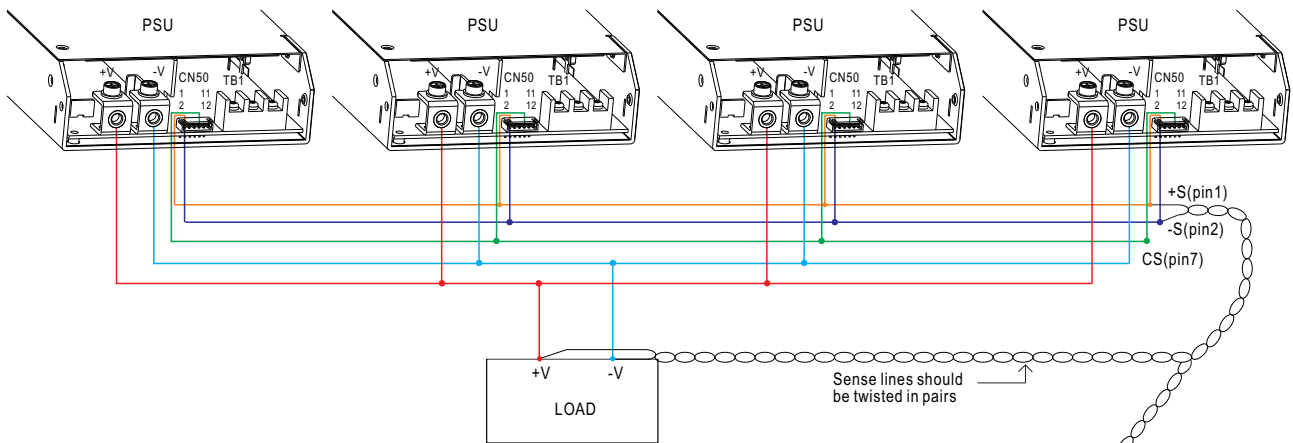 PSU PSU PSU PSU
+V -V CN50 TB1 +V -V CN50 TB1 +V -V CN50 TB1 +V -V CN50 TB1
1 11 1 11 1 11 1 11
2 12 2 12 2 12 2 12
+S(pin1)
-S(pin2)
CS(pin7)
+V -V
LOAD
Sense lines should
be twisted in pairs